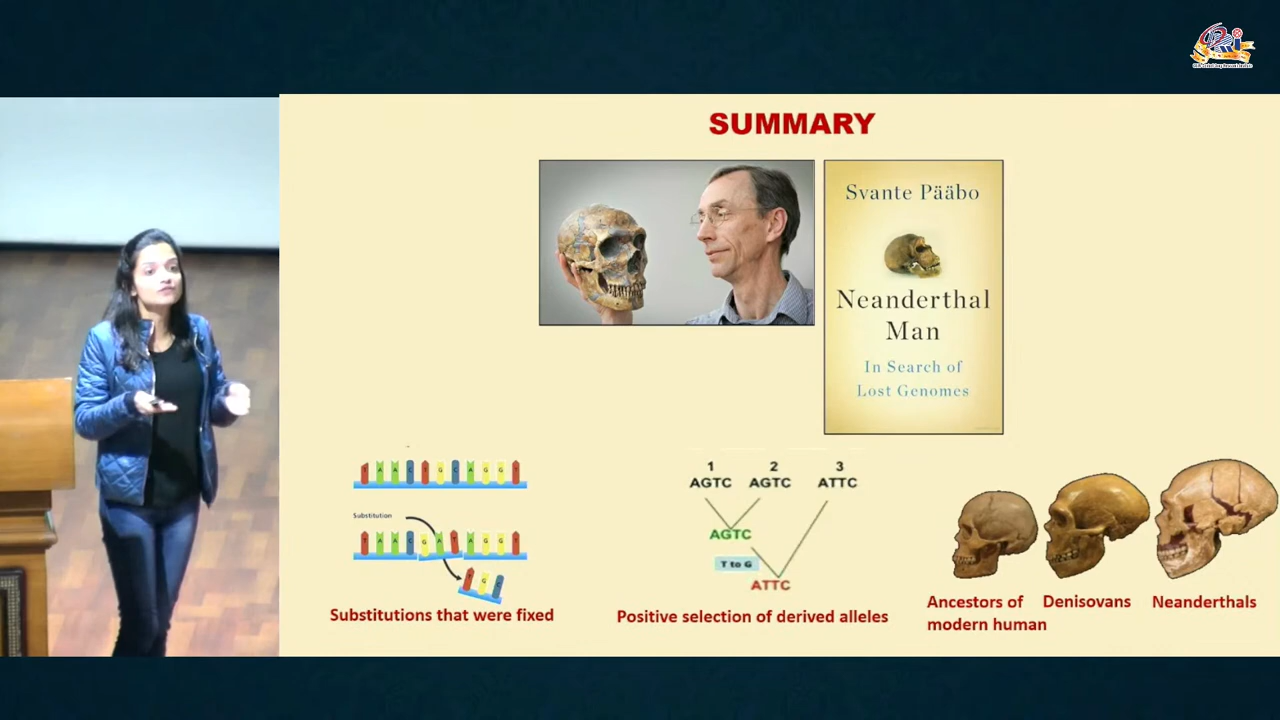 SUMMARY
Svante Pääbo
Neanderthal
Man
In Search of
Lost Genomes
T A A C T G C A G G T
Substitution
T A A C G A T A G G T
T G C
Substitutions that were fixed
1 2 3
AGTC AGTC ATTC
AGTC
T to G
ATTC
Positive selection of derived alleles
Ancestors of
modern human
Denisovans
Neanderthals